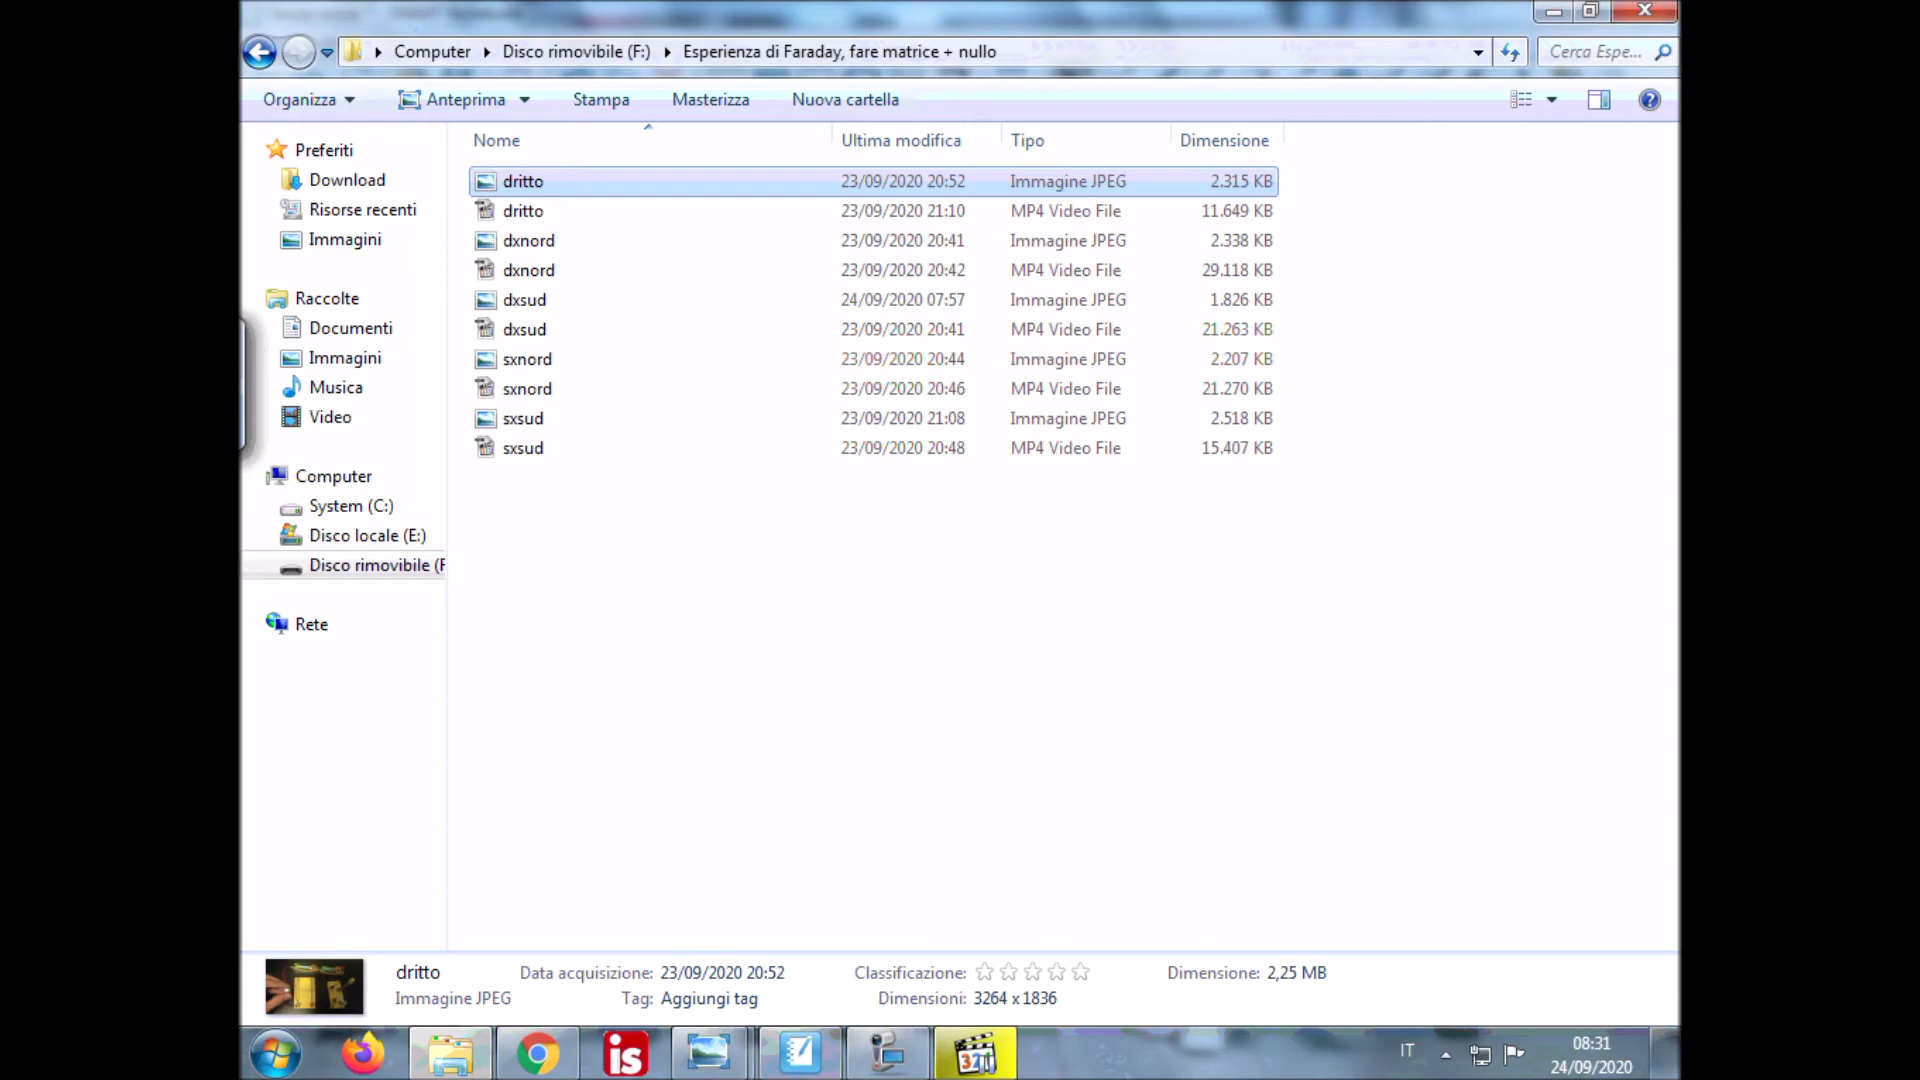 Computer
Disco rimovibile (F:)
Esperienza di Faraday, fare matrice + nullo
Cerca Espe...
Organizza
Anteprima
Stampa
Masterizza
Nuova cartella
Nome
Ultima modifica
Tipo
Dimensione
Preferiti
Download
Risorse recenti
Immagini
Raccolte
Documenti
Immagini
Musica
Video
Computer
System (C:)
Disco locale (E:)
Disco rimovibile (F
Rete
dritto 23/09/2020 20:52 Immagine JPEG 2.315 KB
dritto 23/09/2020 21:10 MP4 Video File 11.649 KB
dxnord 23/09/2020 20:41 Immagine JPEG 2.338 KB
dxnord 23/09/2020 20:42 MP4 Video File 29.118 KB
dxsud 24/09/2020 07:57 Immagine JPEG 1.826 KB
dxsud 23/09/2020 20:41 MP4 Video File 21.263 KB
sxnord 23/09/2020 20:44 Immagine JPEG 2.207 KB
sxnord 23/09/2020 20:46 MP4 Video File 21.270 KB
sxsud 23/09/2020 21:08 Immagine JPEG 2.518 KB
sxsud 23/09/2020 20:48 MP4 Video File 15.407 KB
dritto Data acquisizione: 23/09/2020 20:52 Classificazione: Dimensione: 2,25 MB
Immagine JPEG Tag: Aggiungi tag Dimensioni: 3264 x 1836
is
321
IT
08:31
24/09/2020